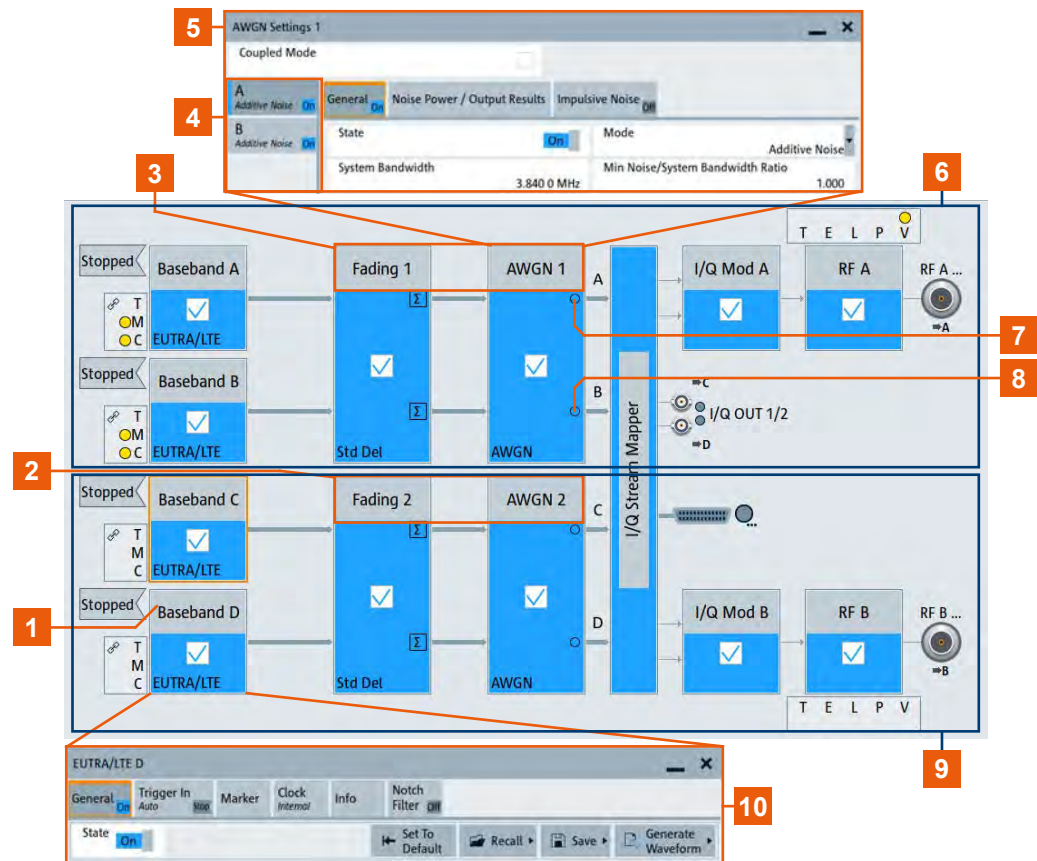 5
AWGN Settings 1
Coupled Mode
4
A
Additive Noise On
B
Additive Noise On
General On
Noise Power / Output Results
Impulsive Noise Off
State
On
Mode
Additive Noise
System Bandwidth
3.840 0 MHz
Min Noise/System Bandwidth Ratio
1.000
3
6
T E L P V
Stopped
Baseband A
T
M
C
EUTRA/LTE
Fading 1
Σ
AWGN 1
A
I/Q Mod A
RF A
RF A ...
➡A
7
Stopped
Baseband B
T
M
C
EUTRA/LTE
Σ
Std Del
AWGN
B
I/Q Stream Mapper
➡C
I/Q OUT 1/2
➡D
8
2
Stopped
Baseband C
T
M
C
EUTRA/LTE
Fading 2
Σ
AWGN 2
C
...
1
Stopped
Baseband D
T
M
C
EUTRA/LTE
Σ
Std Del
AWGN
D
I/Q Mod B
RF B
RF B ...
➡B
T E L P V
9
EUTRA/LTE D
General On
Trigger In
Auto Stop
Marker
Clock
Internal
Info
Notch
Filter Off
10
State On
Set To
Default
Recall
Save
Generate
Waveform